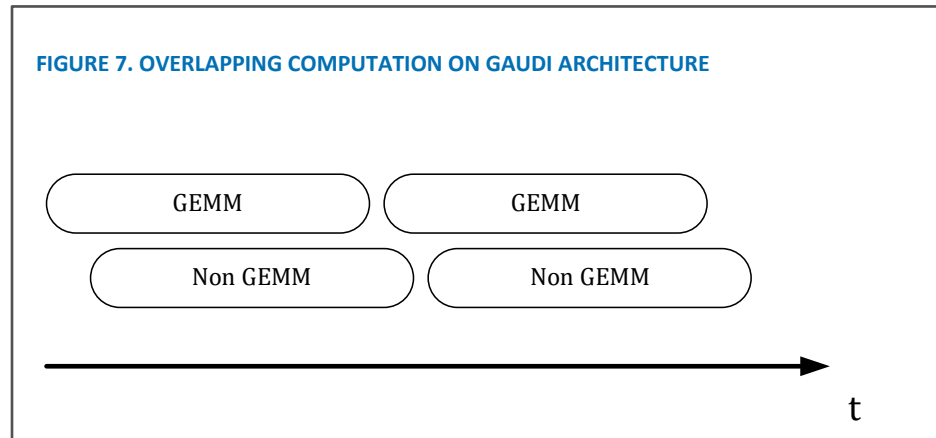 FIGURE 7. OVERLAPPING COMPUTATION ON GAUDI ARCHITECTURE
GEMM GEMM
Non GEMM Non GEMM
t